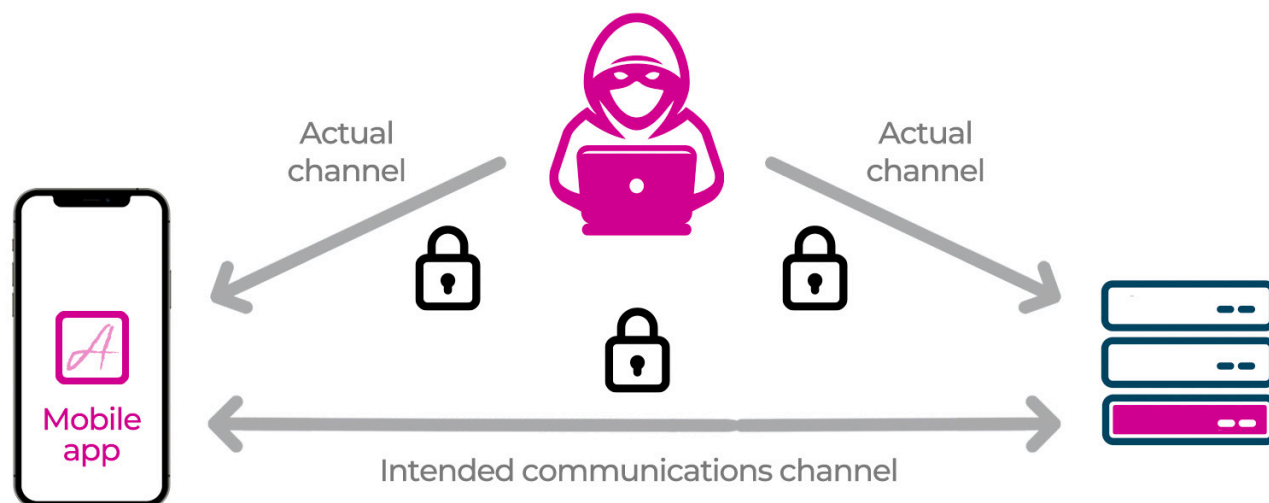 Actual
channel
Actual
channel
A
Mobile
app
Intended communications channel